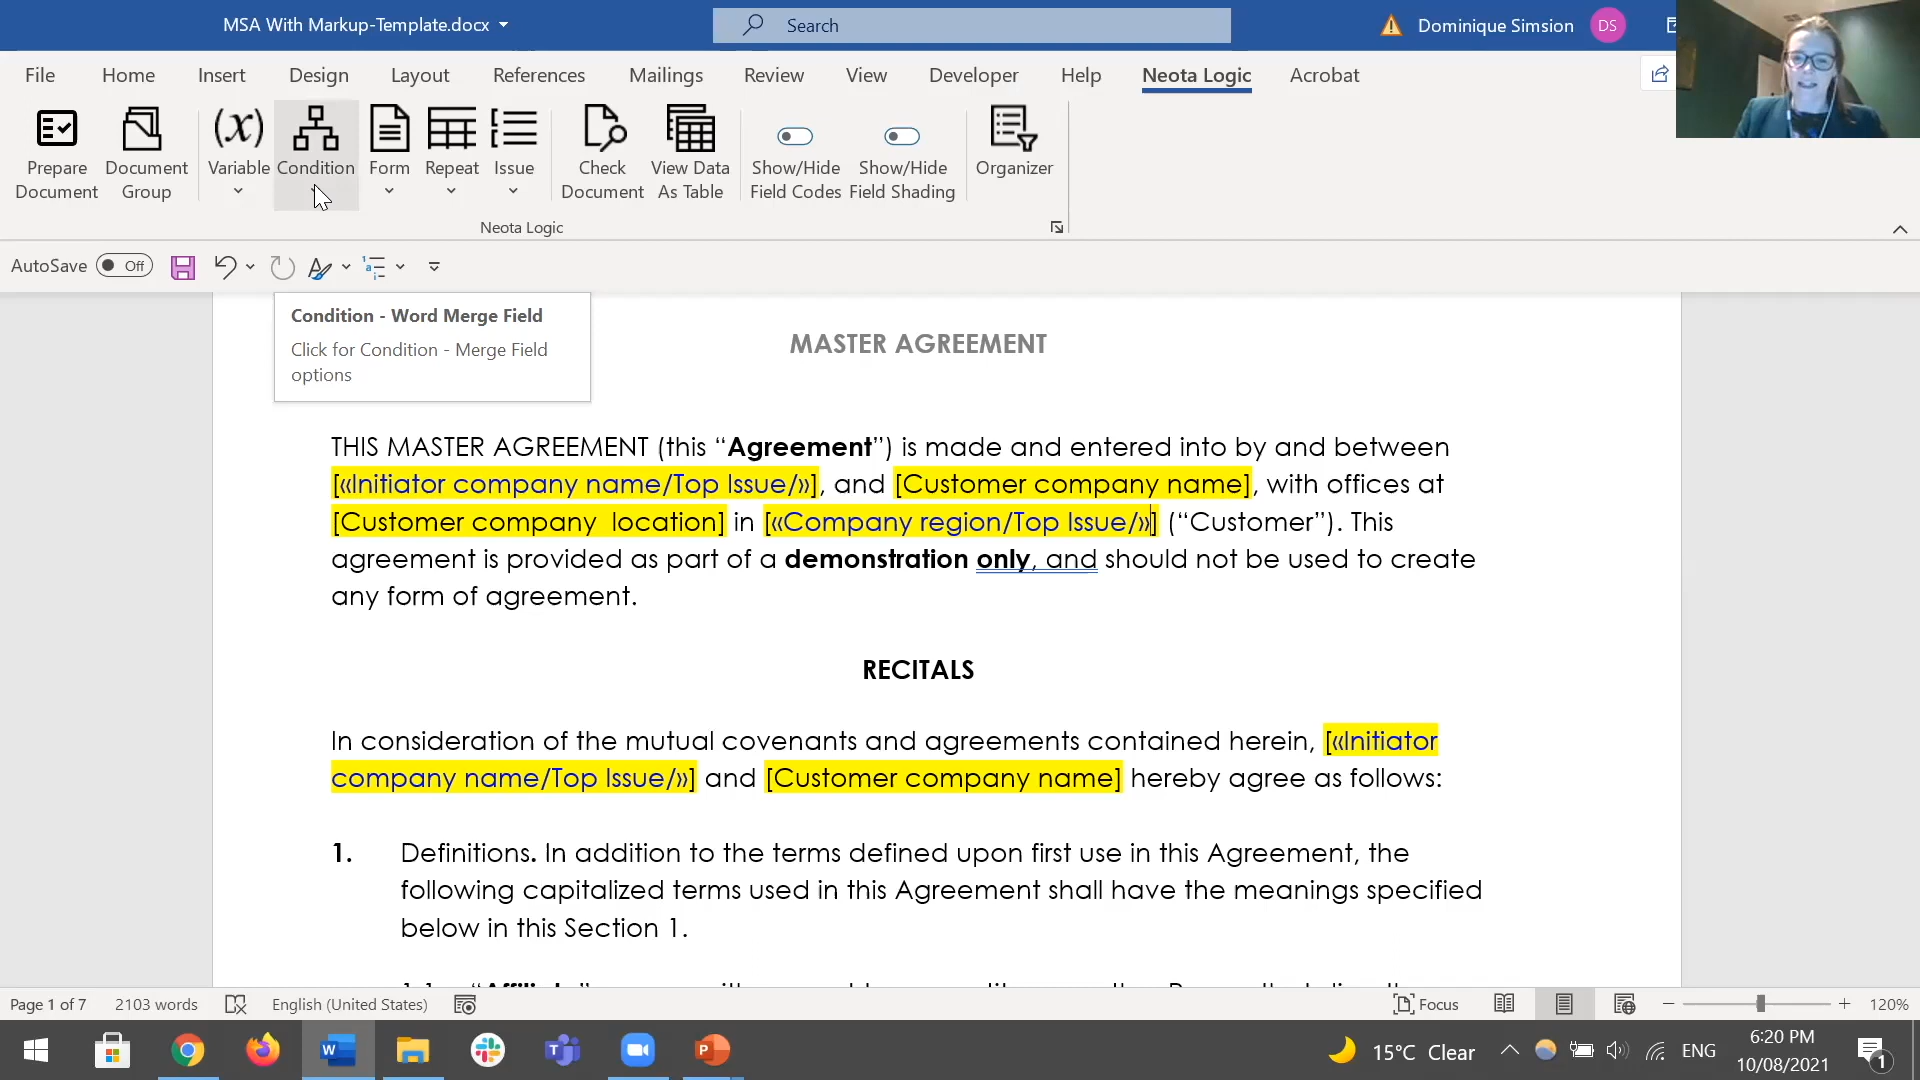 MSA With Markup-Template.docx
Search
Dominique Simsion
DS
File Home Insert Design Layout References Mailings Review View Developer Help Neota Logic Acrobat
Prepare Document
Document Group
(x)
Variable
Condition
Form
Repeat
Issue
Check Document
View Data As Table
Show/Hide Field Codes
Show/Hide Field Shading
Organizer
Neota Logic
AutoSave Off
Condition - Word Merge Field
Click for Condition - Merge Field
options
MASTER AGREEMENT
THIS MASTER AGREEMENT (this “Agreement”) is made and entered into by and between
[«Initiator company name/Top Issue/»], and [Customer company name], with offices at
[Customer company  location] in [«Company region/Top Issue/»] (“Customer”). This
agreement is provided as part of a demonstration only, and should not be used to create
any form of agreement.
RECITALS
In consideration of the mutual covenants and agreements contained herein, [«Initiator
company name/Top Issue/»] and [Customer company name] hereby agree as follows:
1. Definitions. In addition to the terms defined upon first use in this Agreement, the
following capitalized terms used in this Agreement shall have the meanings specified
below in this Section 1.
Page 1 of 7 2103 words English (United States) Focus 120%
15°C Clear ENG
6:20 PM
10/08/2021
1